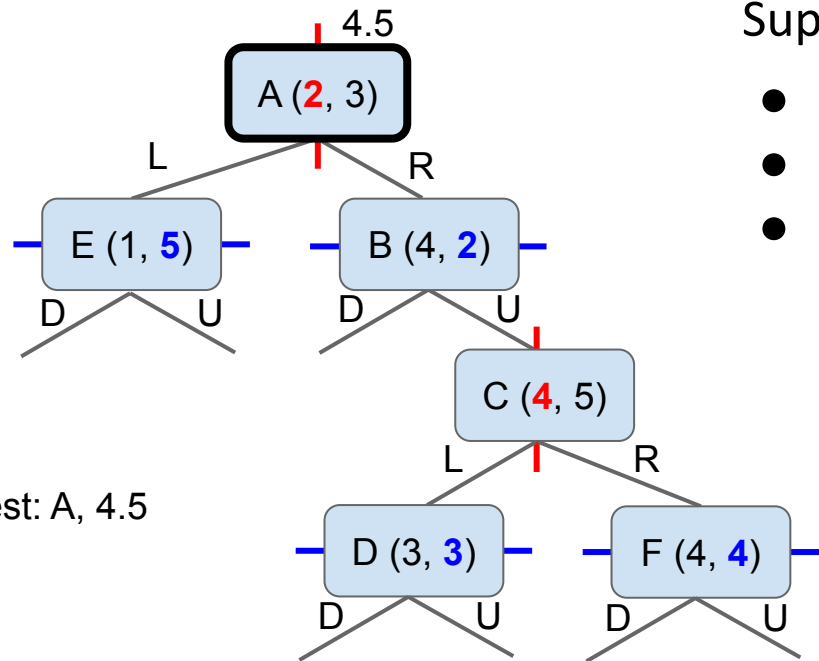 4.5
Sup
A (2, 3)
L
R
E (1, 5)
B (4, 2)
D
U
D
U
C (4, 5)
L
R
est: A, 4.5
D (3, 3)
F (4, 4)
D
U
D
U